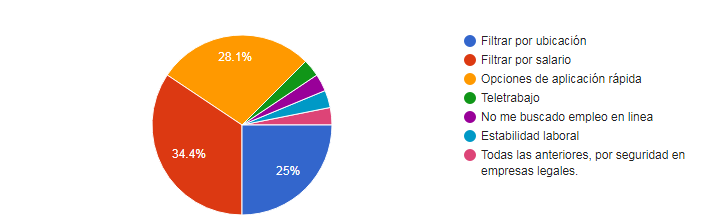 28.1%
34.4%
25%
Filtrar por ubicación
Filtrar por salario
Opciones de aplicación rápida
Teletrabajo
No me buscado empleo en linea
Estabilidad laboral
Todas las anteriores, por seguridad en
empresas legales.